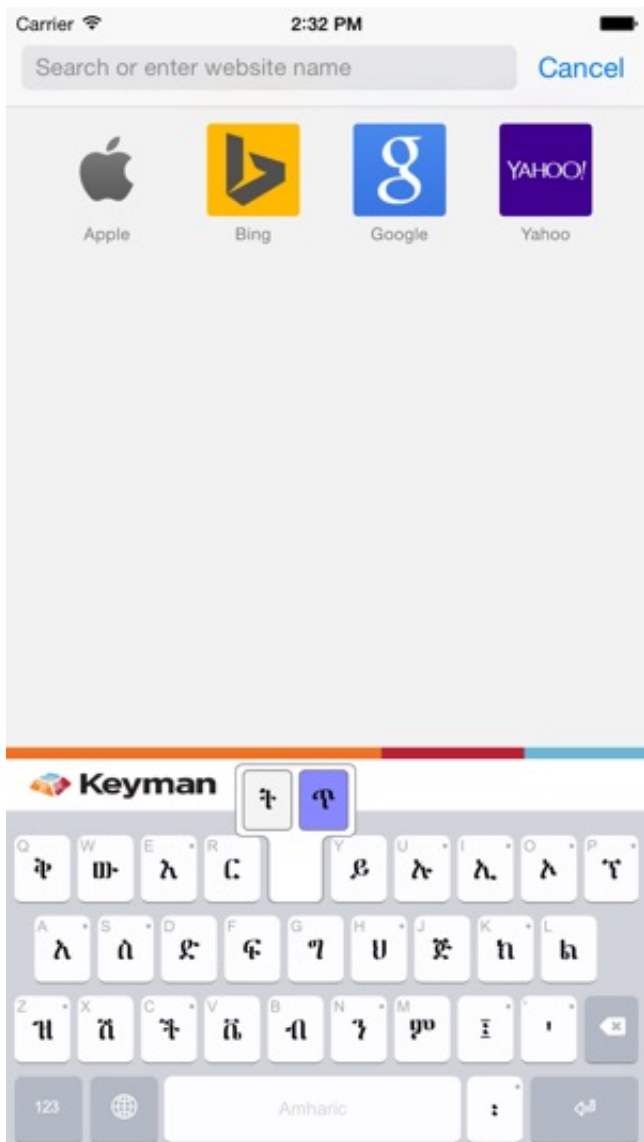 Carrier 2:32 PM
Search or enter website name Cancel
YAHOO!
Apple Bing Google Yahoo
Keyman ት ጥ
Q ቅ W ው E እ R ር Y ይ U ኡ I ኢ O ኦ P ፕ
A አ S ስ D ድ F ፍ G ግ H ህ J ጅ K ክ L ል
Z ዝ X ሽ C ች V ቬ B ብ N ን M ም ፤ ' '
123 Amharic ፡